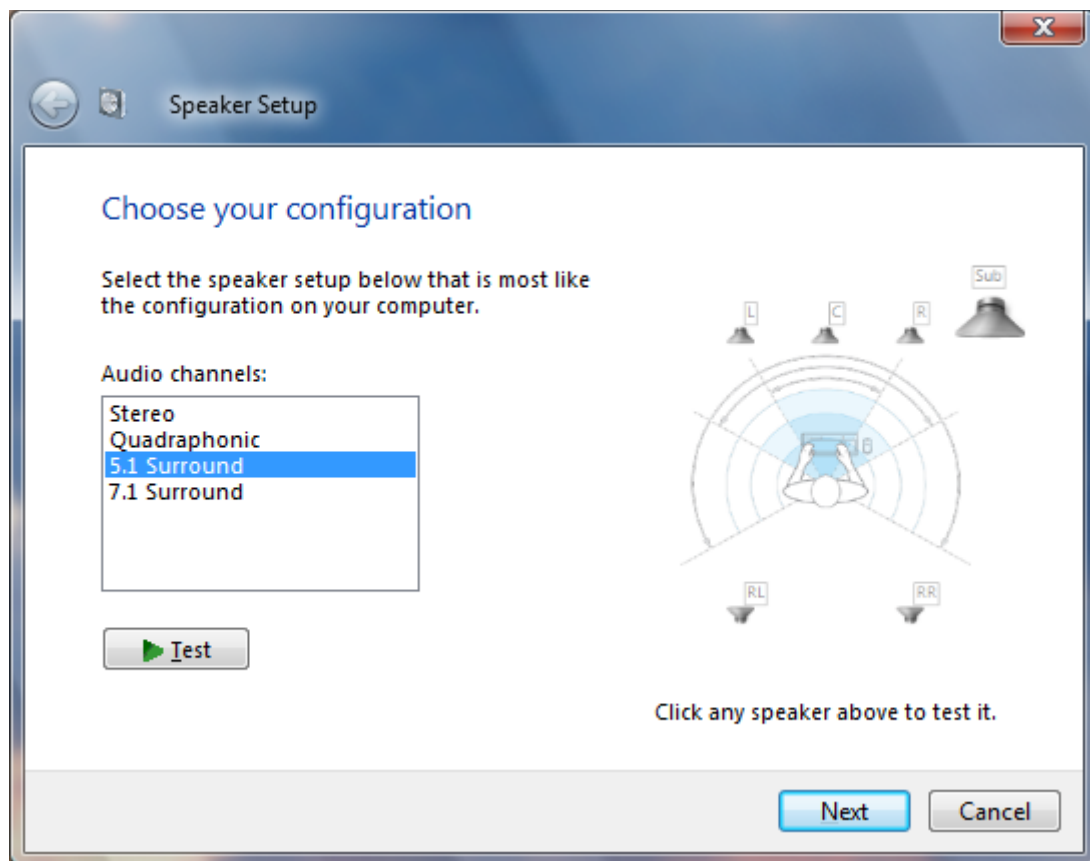 Speaker Setup
Choose your configuration
Select the speaker setup below that is most like
the configuration on your computer.
Audio channels:
Stereo
Quadraphonic
5.1 Surround
7.1 Surround
Test
L
C
R
Sub
RL
RR
Click any speaker above to test it.
Next
Cancel